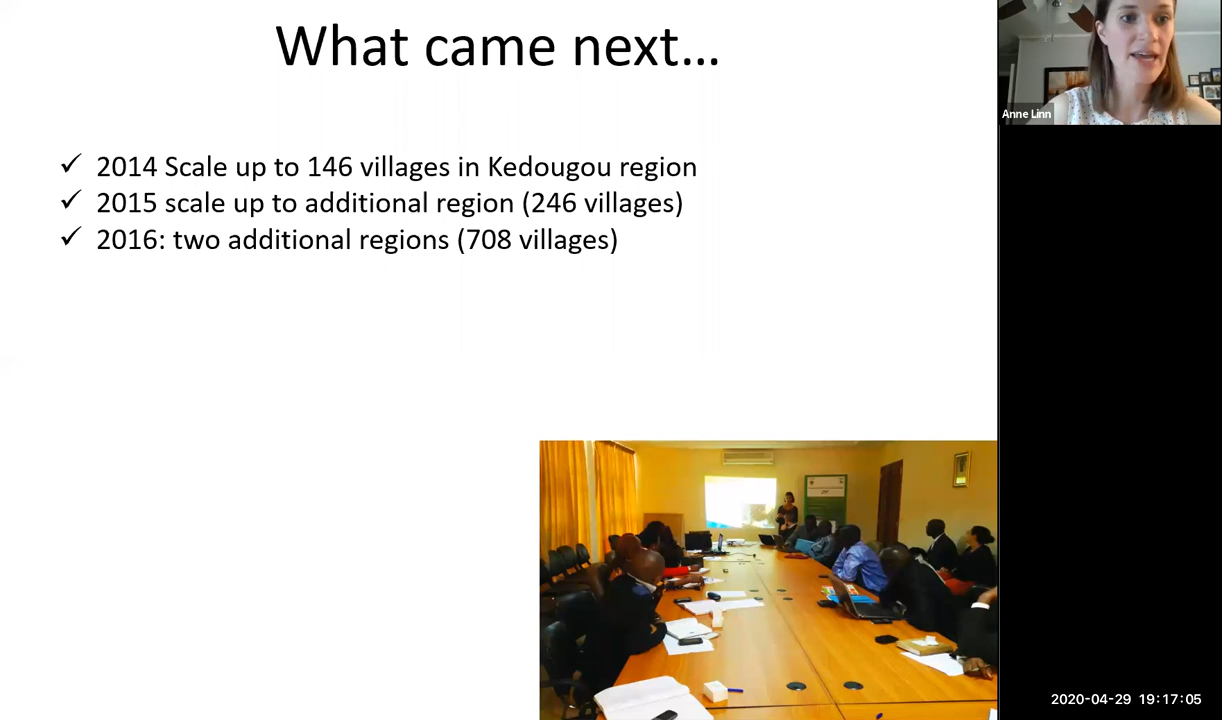 What came next...
✓ 2014 Scale up to 146 villages in Kedougou region
✓ 2015 scale up to additional region (246 villages)
✓ 2016: two additional regions (708 villages)
Anne Linn
2020-04-29 19:17:05